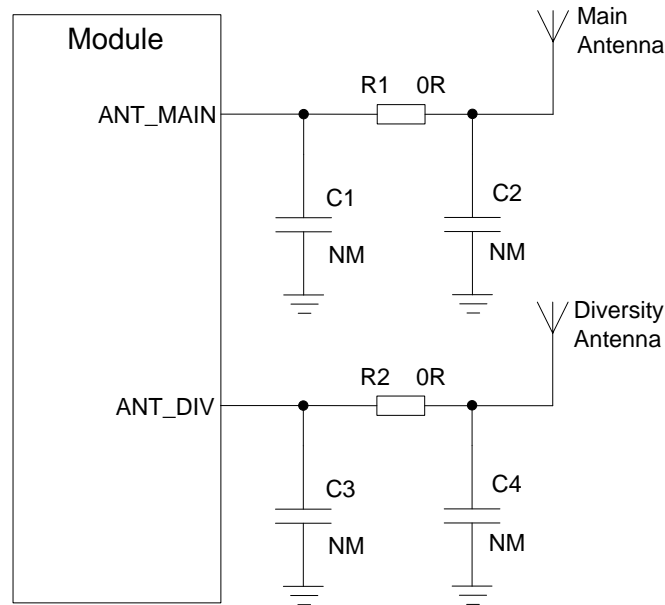 Module
Main
Antenna
R1 0R
ANT_MAIN
C1
C2
NM
NM
Diversity
Antenna
R2 0R
ANT_DIV
C3
C4
NM
NM